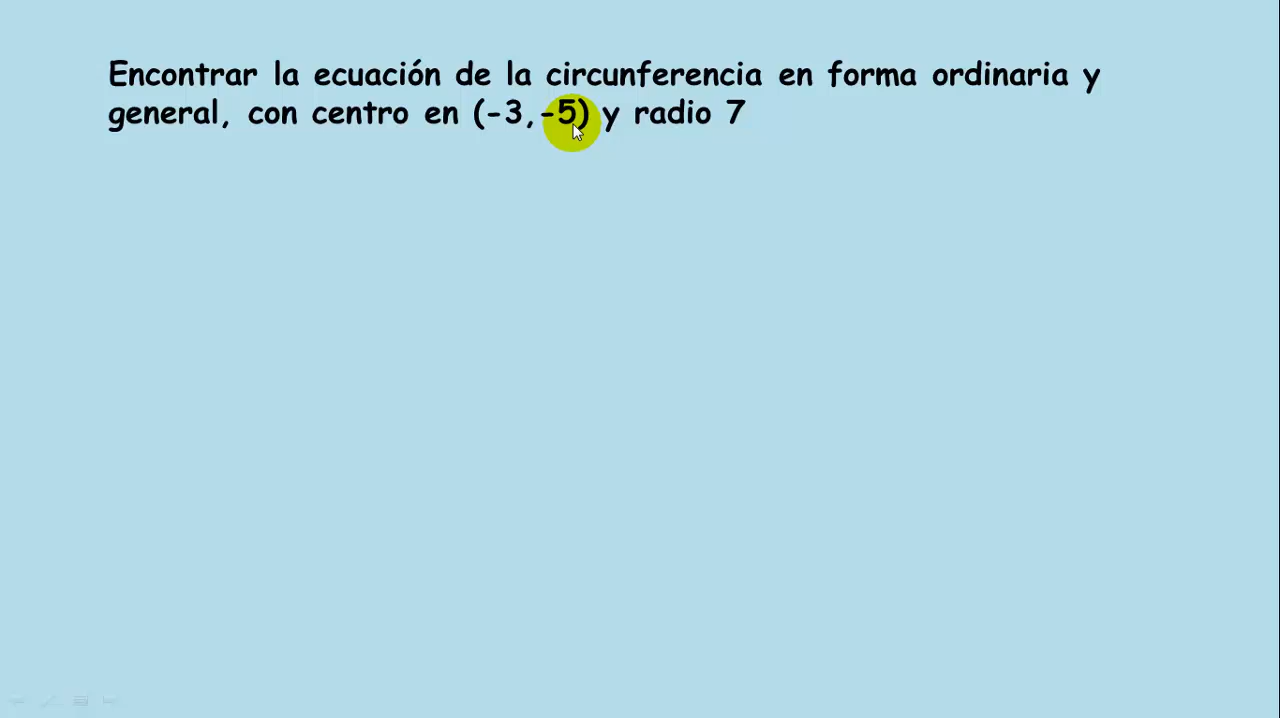 Encontrar la ecuación de la circunferencia en forma ordinaria y
general, con centro en (-3,-5) y radio 7